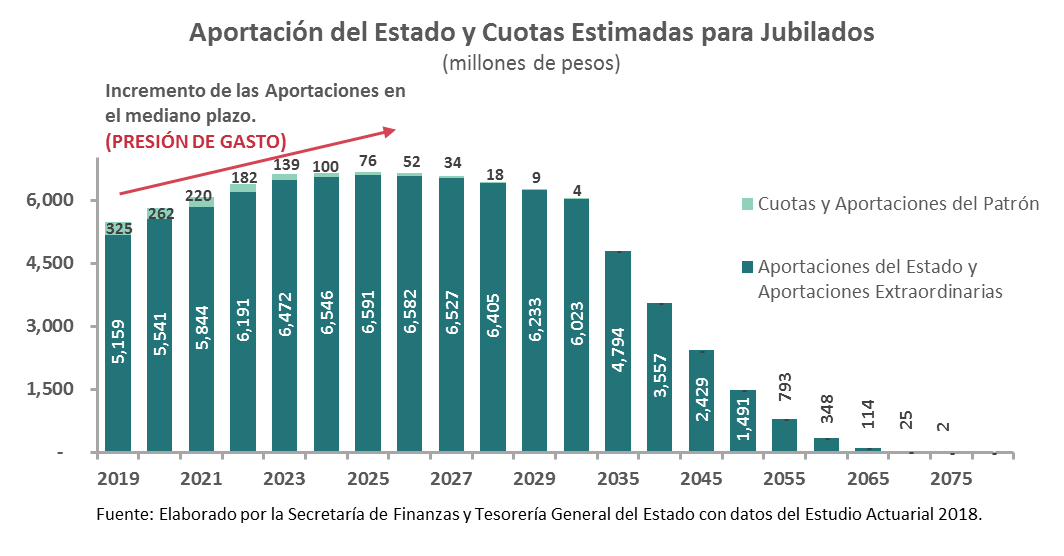 Aportación del Estado y Cuotas Estimadas para Jubilados
(millones de pesos)
Incremento de las Aportaciones en
el mediano plazo.
(PRESIÓN DE GASTO)
6,000
4,500
3,000
1,500
-
325 262 220 182 139 100 76 52 34 18 9 4 - - - - - - - - - -
5,159 5,541 5,844 6,191 6,472 6,546 6,591 6,582 6,527 6,405 6,233 6,023 4,794 3,557 2,429 1,491 793 348 114 25 2 -
2019 2021 2023 2025 2027 2029 2035 2045 2055 2065 2075
Cuotas y Aportaciones del Patrón
Aportaciones del Estado y
Aportaciones Extraordinarias
Fuente: Elaborado por la Secretaría de Finanzas y Tesorería General del Estado con datos del Estudio Actuarial 2018.